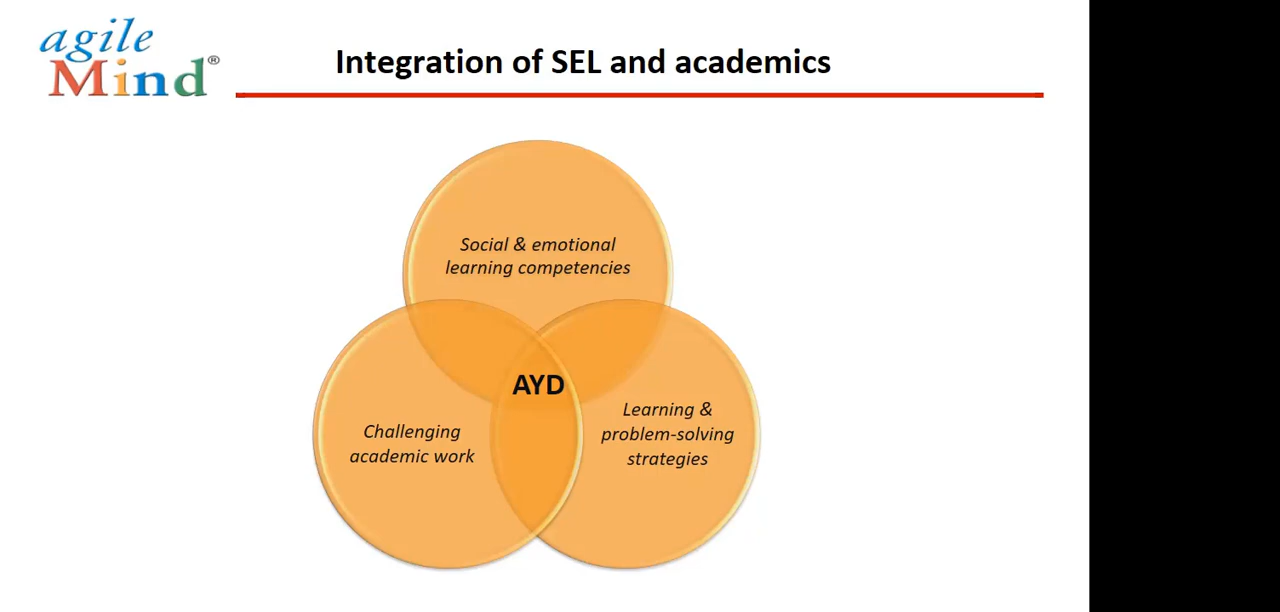 agile
Mind®
Integration of SEL and academics
Social & emotional
learning competencies
AYD
Challenging
academic work
Learning &
problem-solving
strategies